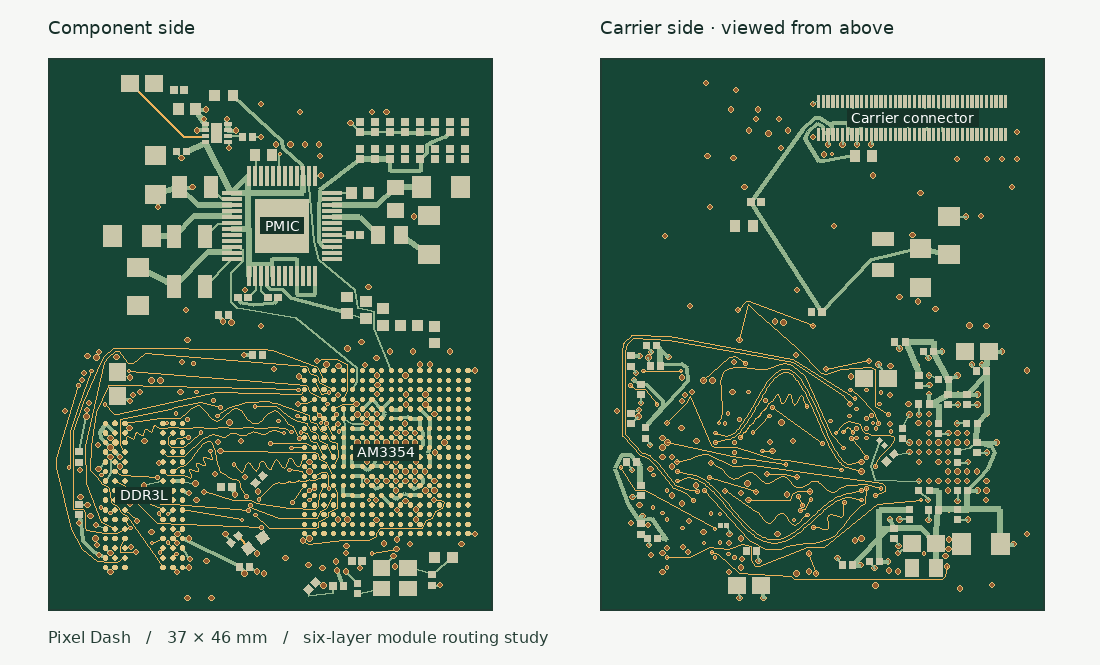 Component side
Carrier side · viewed from above
Carrier connector
PMIC
AM3354
DDR3L
Pixel Dash / 37 × 46 mm / six-layer module routing study